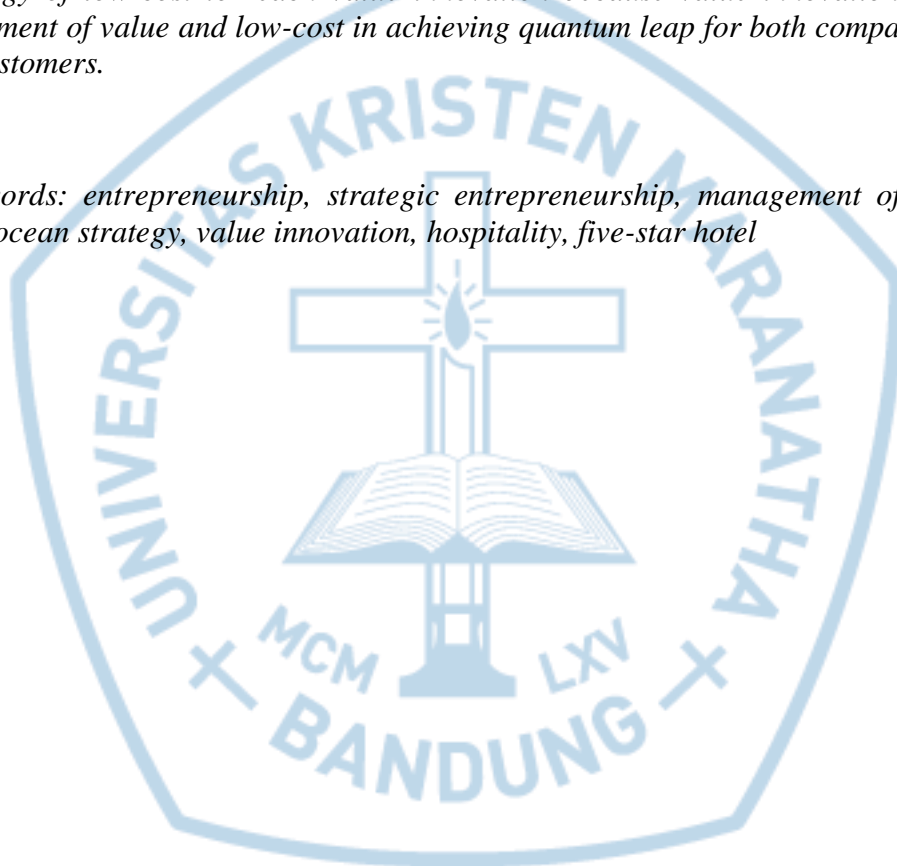 ment of value and low-cost in achieving quantum leap for both compa
stomers.
ords: entrepreneurship, strategic entrepreneurship, management of
ocean strategy, value innovation, hospitality, five-star hotel
UNIVERSITAS KRISTEN MARANATHA
MCM LXV
BANDUNG